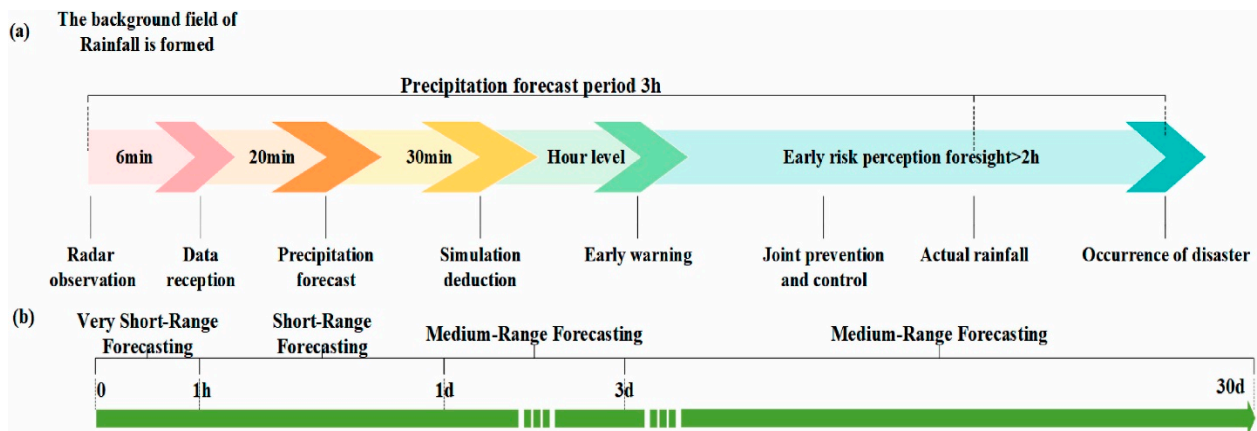 The background field of
Rainfall is formed
(a)
Precipitation forecast period 3h
6min
20min
30min
Hour level
Early risk perception foresight>2h
Radar
observation
Data
reception
Precipitation
forecast
Simulation
deduction
Early warning
Joint prevention
and control
Actual rainfall
Occurrence of disaster
(b)
Very Short-Range
Forecasting
Short-Range
Forecasting
Medium-Range Forecasting
Medium-Range Forecasting
0
1h
1d
3d
30d